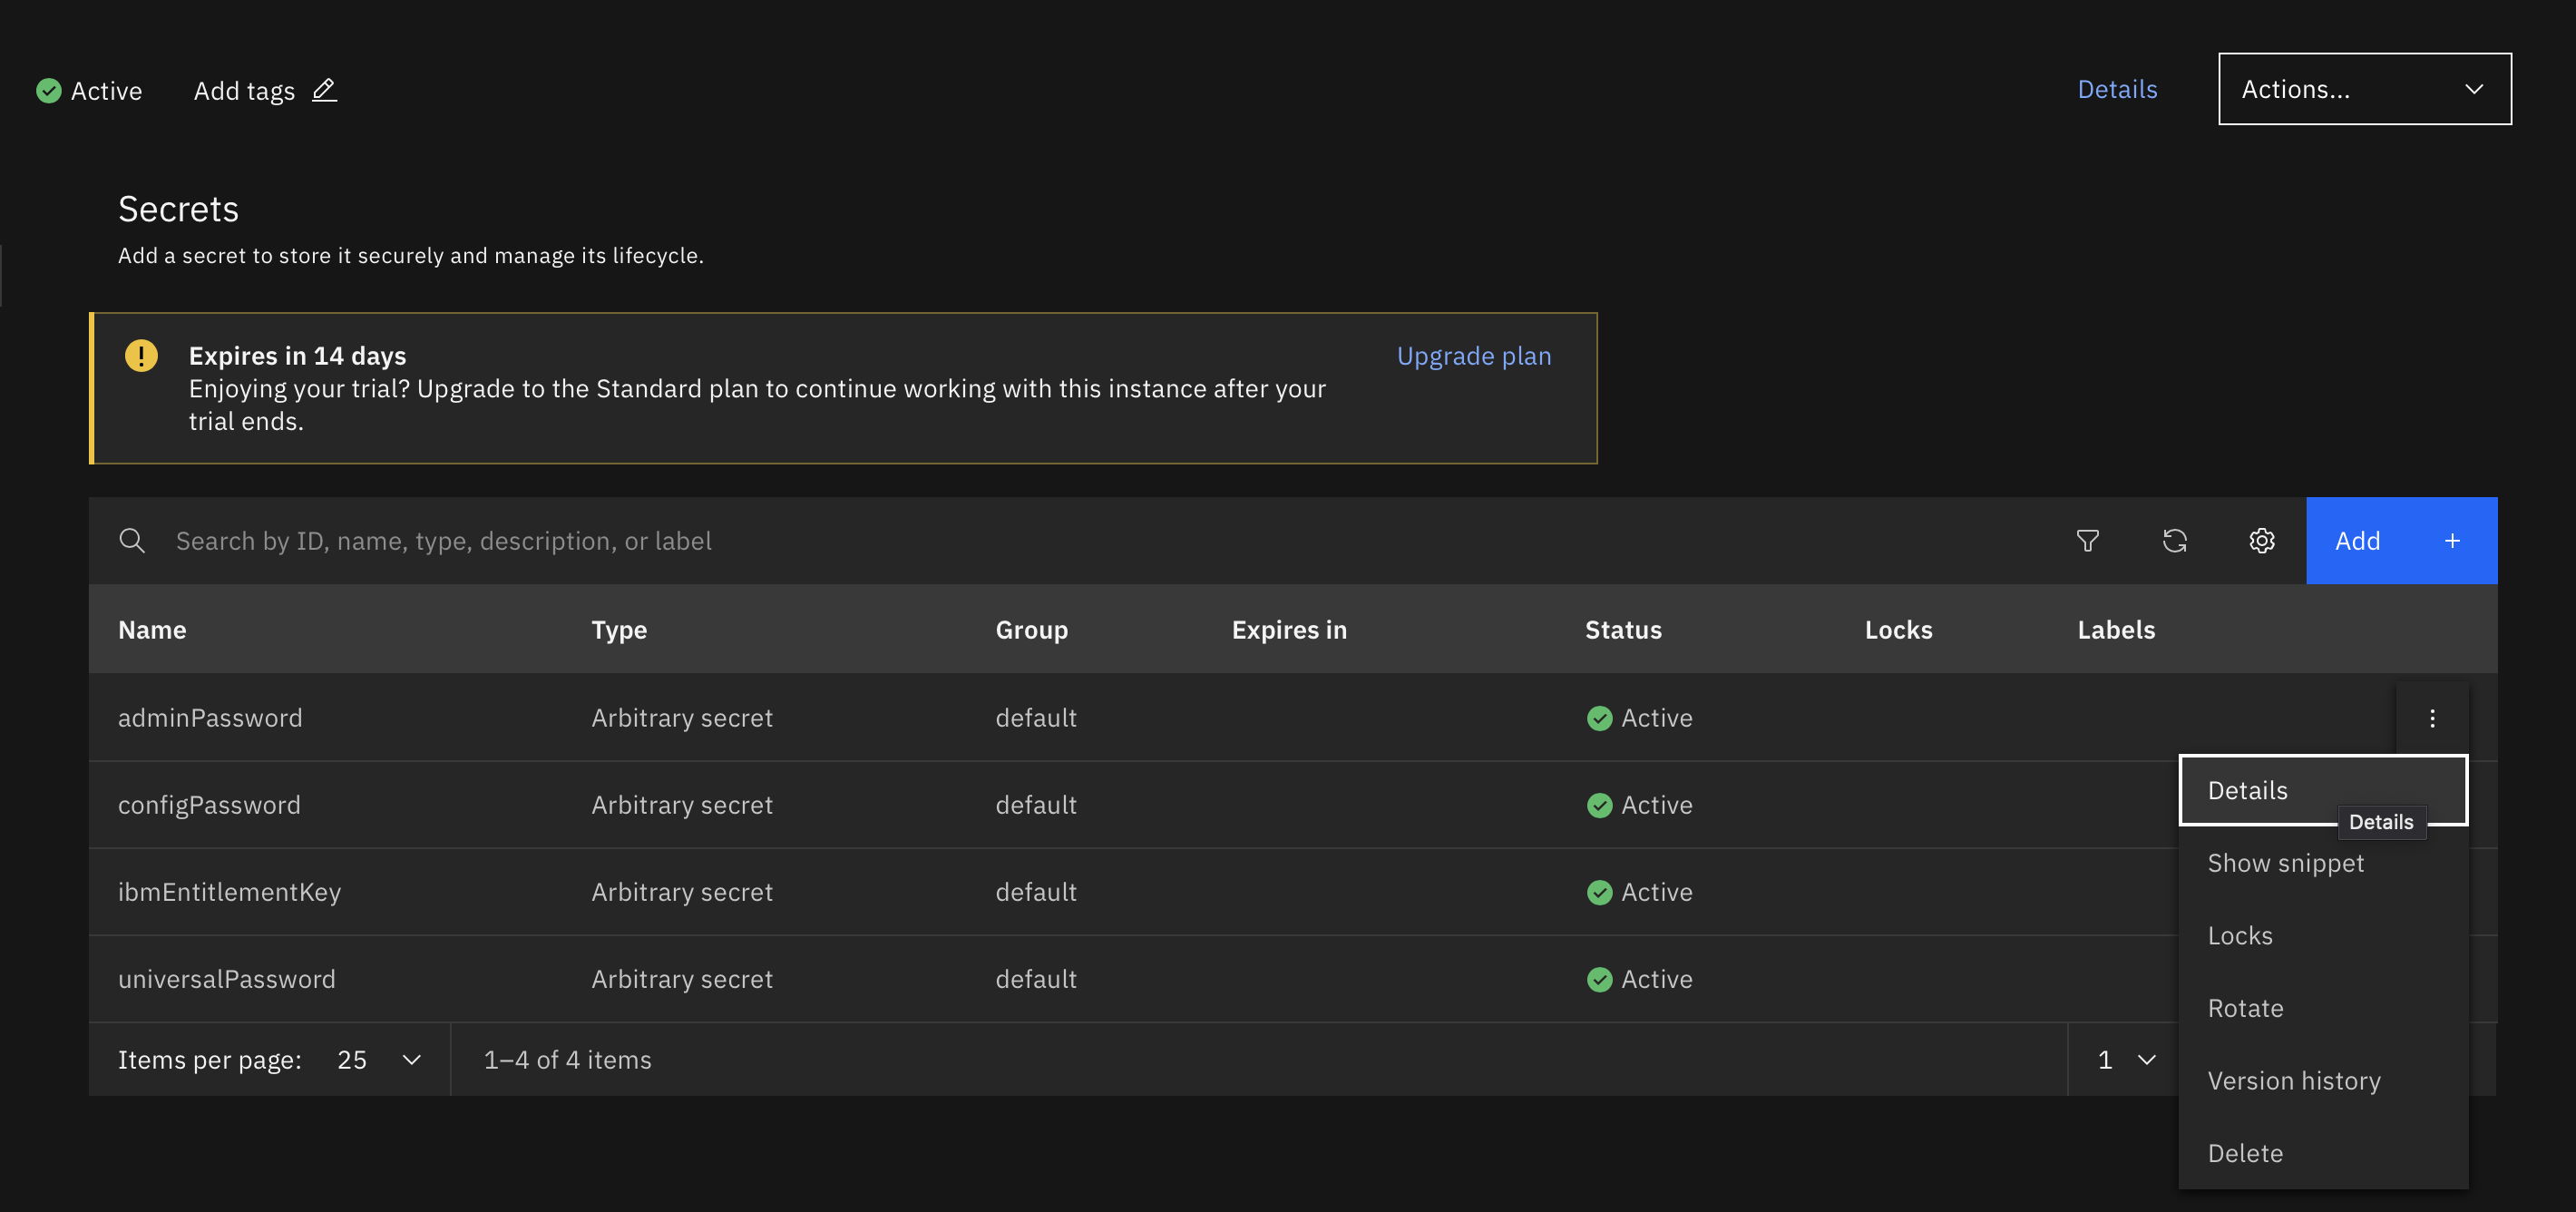 Active Add tags Details Actions...
Secrets
Add a secret to store it securely and manage its lifecycle.
Expires in 14 days Upgrade plan
Enjoying your trial? Upgrade to the Standard plan to continue working with this instance after your
trial ends.
Search by ID, name, type, description, or label Add +
Name Type Group Expires in Status Locks Labels
adminPassword Arbitrary secret default Active
configPassword Arbitrary secret default Active
ibmEntitlementKey Arbitrary secret default Active
universalPassword Arbitrary secret default Active
Items per page: 25 1–4 of 4 items 1
Details
Details
Show snippet
Locks
Rotate
Version history
Delete